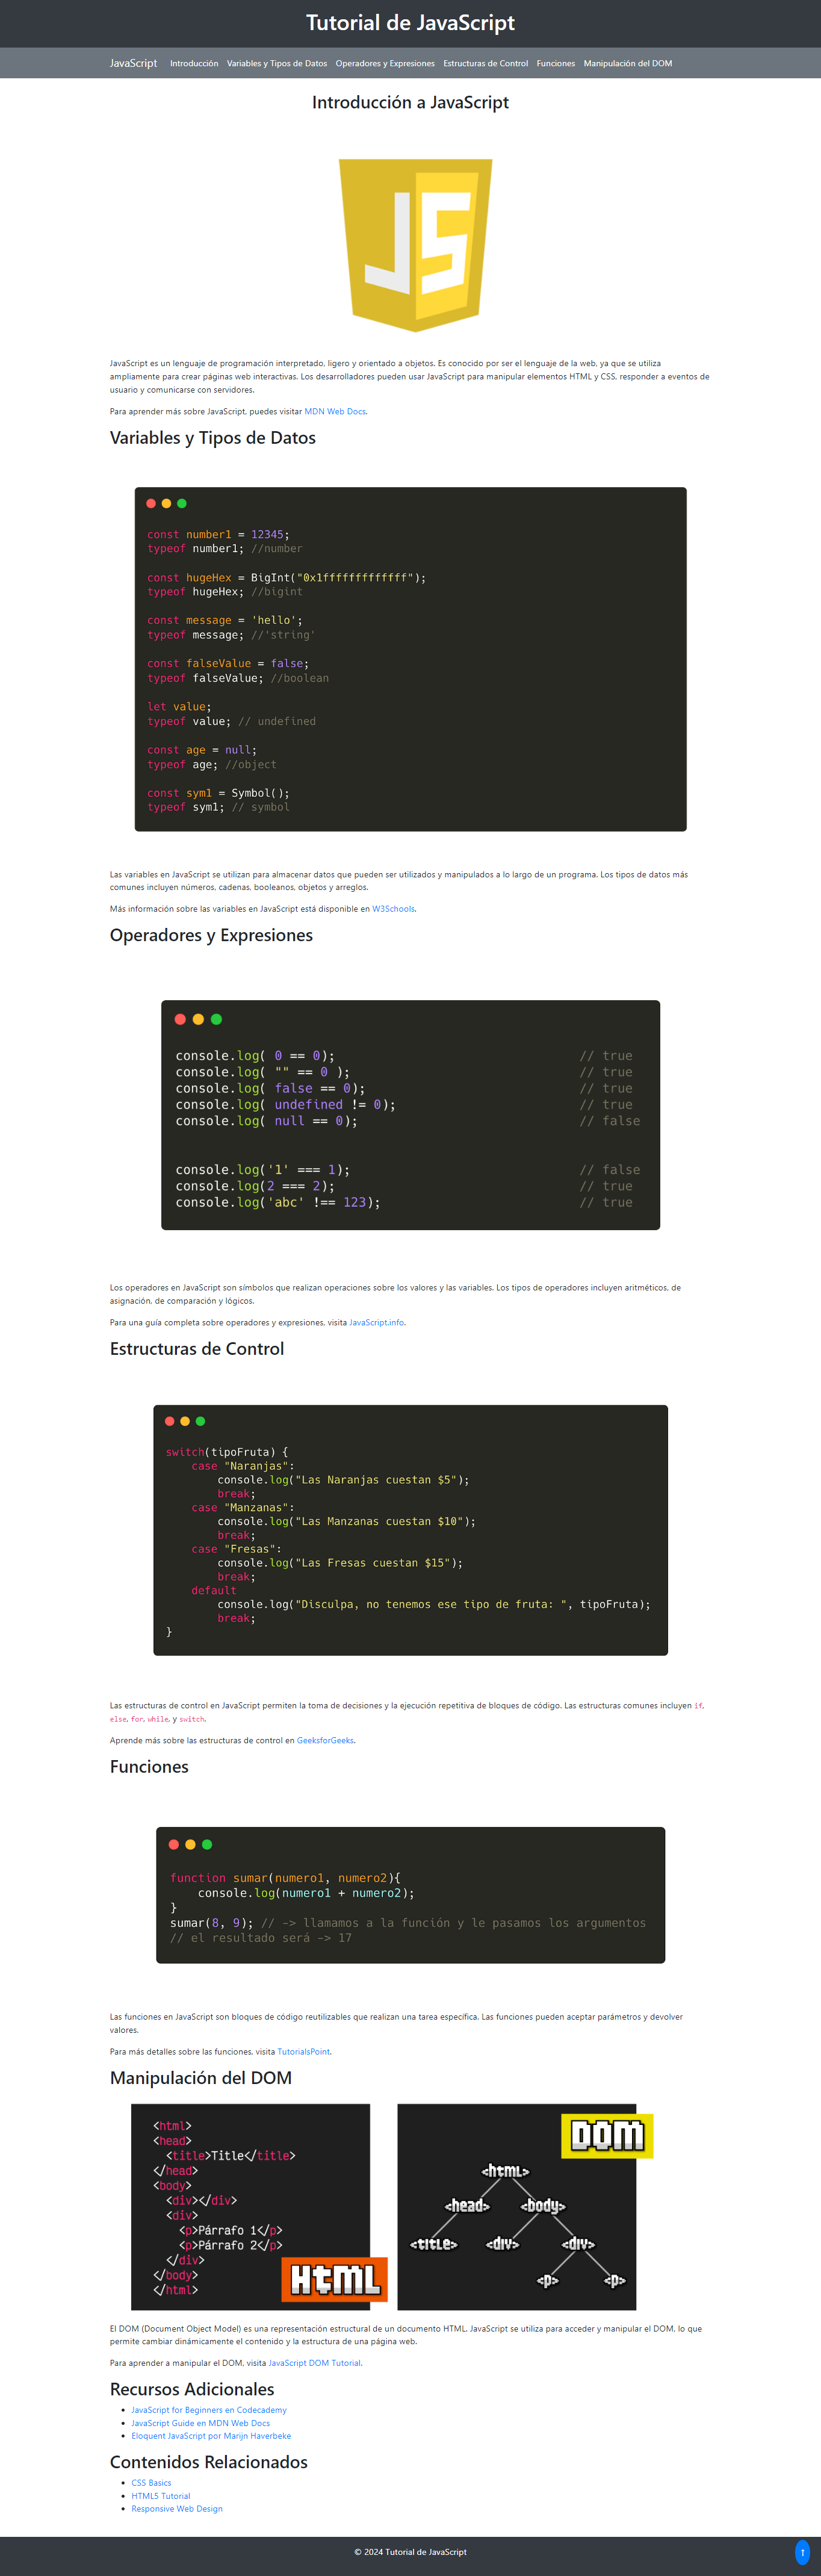 Tutorial de JavaScript
JavaScript Introducción Variables y Tipos de Datos Operadores y Expresiones Estructuras de Control Funciones Manipulación del DOM
Introducción a JavaScript
JS
JavaScript es un lenguaje de programación interpretado, ligero y orientado a objetos. Es conocido por ser el lenguaje de la web, ya que se utiliza
ampliamente para crear páginas web interactivas. Los desarrolladores pueden usar JavaScript para manipular elementos HTML y CSS, responder a eventos de
usuario y comunicarse con servidores.
Para aprender más sobre JavaScript, puedes visitar MDN Web Docs.
Variables y Tipos de Datos
const number1 = 12345;
typeof number1; //number
const hugeHex = BigInt("0x1fffffffffffff");
typeof hugeHex; //bigint
const message = 'hello';
typeof message; //'string'
const falseValue = false;
typeof falseValue; //boolean
let value;
typeof value; // undefined
const age = null;
typeof age; //object
const sym1 = Symbol();
typeof sym1; // symbol
Las variables en JavaScript se utilizan para almacenar datos que pueden ser utilizados y manipulados a lo largo de un programa. Los tipos de datos más
comunes incluyen números, cadenas, booleanos, objetos y arreglos.
Más información sobre las variables en JavaScript está disponible en W3Schools.
Operadores y Expresiones
console.log( 0 == 0); // true
console.log( "" == 0 ); // true
console.log( false == 0); // true
console.log( undefined != 0); // true
console.log( null == 0); // false
console.log('1' === 1); // false
console.log(2 === 2); // true
console.log('abc' !== 123); // true
Los operadores en JavaScript son símbolos que realizan operaciones sobre los valores y las variables. Los tipos de operadores incluyen aritméticos, de
asignación, de comparación y lógicos.
Para una guía completa sobre operadores y expresiones, visita JavaScript.info.
Estructuras de Control
switch(tipoFruta) {
case "Naranjas":
console.log("Las Naranjas cuestan $5");
break;
case "Manzanas":
console.log("Las Manzanas cuestan $10");
break;
case "Fresas":
console.log("Las Fresas cuestan $15");
break;
default
console.log("Disculpa, no tenemos ese tipo de fruta: ", tipoFruta);
break;
}
Las estructuras de control en JavaScript permiten la toma de decisiones y la ejecución repetitiva de bloques de código. Las estructuras comunes incluyen if,
else, for, while, y switch.
Aprende más sobre las estructuras de control en GeeksforGeeks.
Funciones
function sumar(numero1, numero2){
console.log(numero1 + numero2);
}
sumar(8, 9); // -> llamamos a la función y le pasamos los argumentos
// el resultado será -> 17
Las funciones en JavaScript son bloques de código reutilizables que realizan una tarea específica. Las funciones pueden aceptar parámetros y devolver
valores.
Para más detalles sobre las funciones, visita TutorialsPoint.
Manipulación del DOM
<html>
<head>
<title>Title</title>
</head>
<body>
<div></div>
<div>
<p>Párrafo 1</p>
<p>Párrafo 2</p>
</div>
</body>
</html>
HTML
DOM
<html>
<head> <body>
<title> <div> <div>
<p> <p>
El DOM (Document Object Model) es una representación estructural de un documento HTML. JavaScript se utiliza para acceder y manipular el DOM, lo que
permite cambiar dinámicamente el contenido y la estructura de una página web.
Para aprender a manipular el DOM, visita JavaScript DOM Tutorial.
Recursos Adicionales
• JavaScript for Beginners en Codecademy
• JavaScript Guide en MDN Web Docs
• Eloquent JavaScript por Marijn Haverbeke
Contenidos Relacionados
• CSS Basics
• HTML5 Tutorial
• Responsive Web Design
© 2024 Tutorial de JavaScript
↑